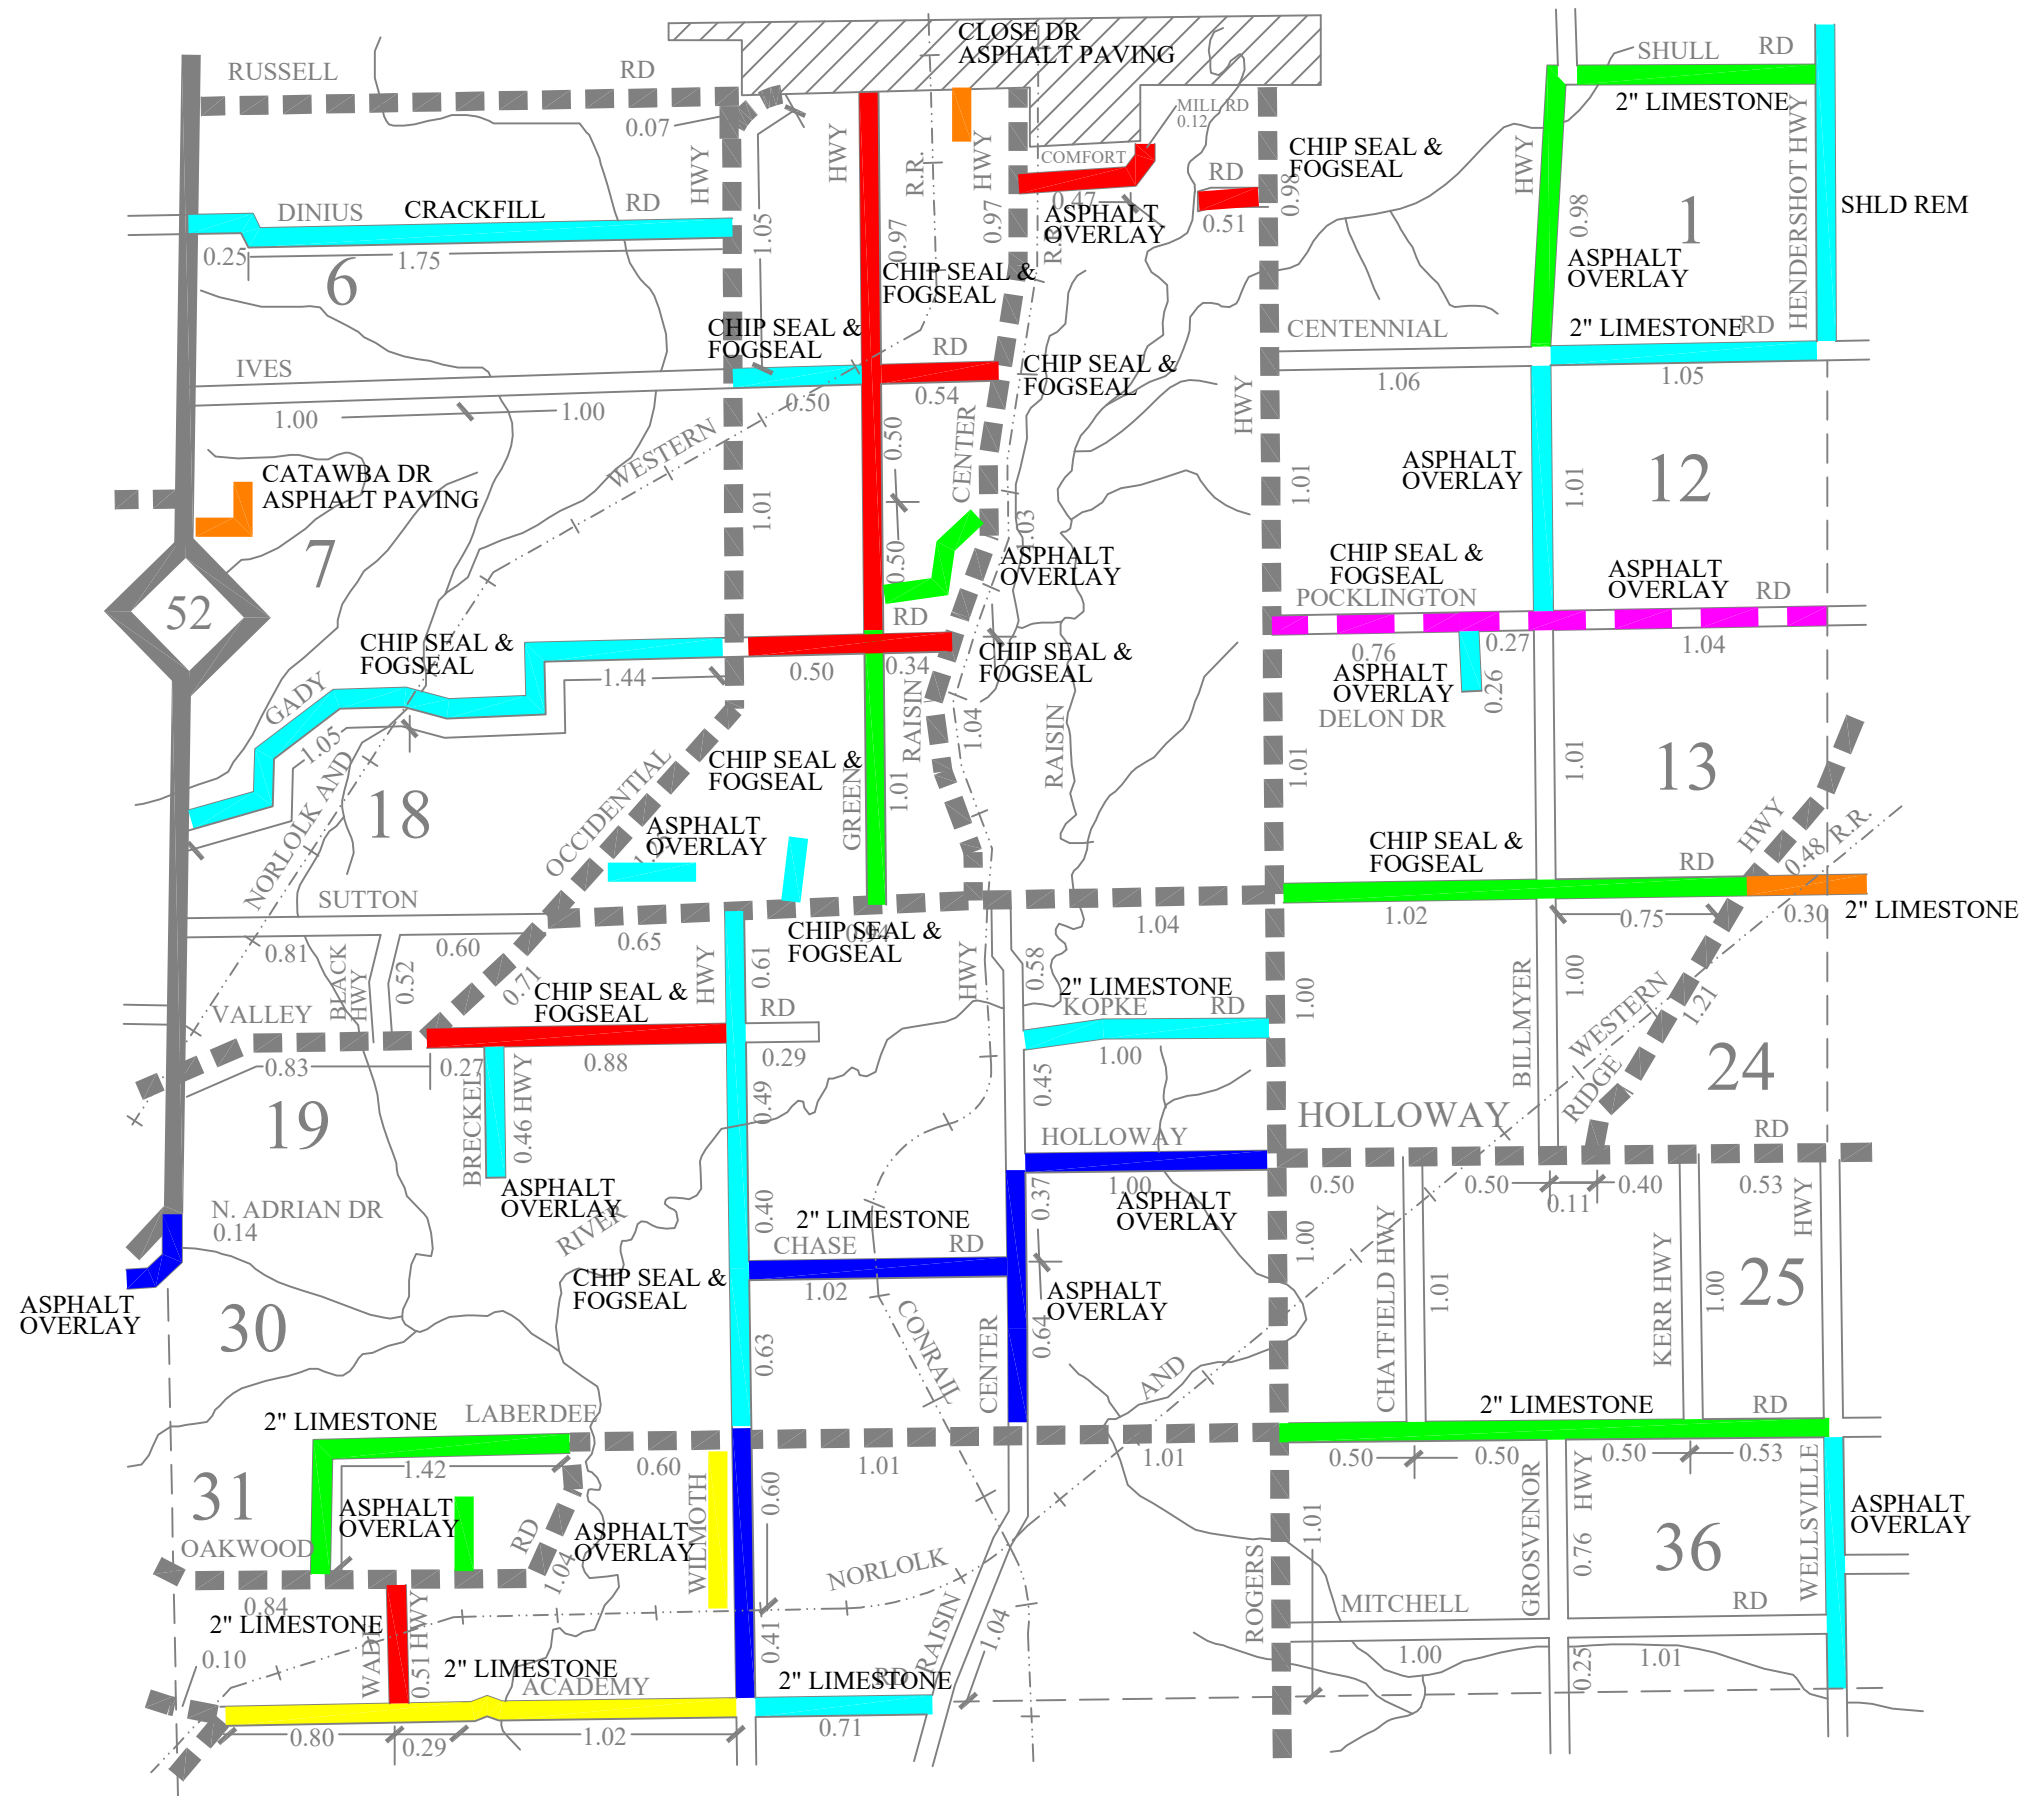 CLOSE DR
ASPHALT PAVING
RUSSELL
RD
SHULL
RD
2" LIMESTONE
0.07
MILL RD
0.12
HWY
HWY
R.R.
HWY
COMFORT
RD
CHIP SEAL &
FOGSEAL
HWY
HENDERSHOT HWY
DINIUS
CRACKFILL
RD
0.25
1.75
1.05
0.97
0.97
0.47
ASPHALT
OVERLAY
R.R.
0.51
0.98
0.98
1
SHLD REM
6
CHIP SEAL &
FOGSEAL
ASPHALT
OVERLAY
CHIP SEAL &
FOGSEAL
RD
CENTENNIAL
2" LIMESTONE
RD
IVES
0.50
0.54
CHIP SEAL &
FOGSEAL
1.06
1.05
1.00
1.00
HWY
WESTERN
0.50
CENTER
CATAWBA DR
ASPHALT PAVING
1.01
1.01
ASPHALT
OVERLAY
1.01
12
7
0.50
1.03
ASPHALT
OVERLAY
CHIP SEAL &
FOGSEAL
ASPHALT
OVERLAY
POCKLINGTON
RD
52
RD
CHIP SEAL &
FOGSEAL
0.50
0.34
CHIP SEAL &
FOGSEAL
0.76
0.27
1.04
1.44
GADY
ASPHALT
OVERLAY
0.26
DELON DR
1.05
RAISIN
1.04
RAISIN
1.01
1.01
13
CHIP SEAL &
FOGSEAL
NORLOLK AND
18
OCCIDENTIAL
GREEN
1.01
HWY
0.48
R.R.
ASPHALT
OVERLAY
CHIP SEAL &
FOGSEAL
RD
SUTTON
0.81
0.60
0.65
CHIP SEAL &
FOGSEAL
1.04
1.02
0.75
0.30
2" LIMESTONE
BLACK
HWY
0.52
0.71
HWY
0.61
HWY
0.58
2" LIMESTONE
KOPKE
RD
1.00
BILLMYER
1.00
WESTERN
1.21
VALLEY
CHIP SEAL &
FOGSEAL
RD
0.83
0.27
0.88
0.29
1.00
24
19
BRECKEL
0.46 HWY
0.49
0.45
RIDGE
HOLLOWAY
HOLLOWAY
RD
ASPHALT
OVERLAY
1.00
ASPHALT
OVERLAY
0.50
0.50
0.11
0.40
0.53
N. ADRIAN DR
0.14
RIVER
0.40
2" LIMESTONE
CHASE
RD
0.37
1.00
CHATFIELD HWY
1.01
KERR HWY
1.00
HWY
25
CHIP SEAL &
FOGSEAL
1.02
ASPHALT
OVERLAY
ASPHALT
OVERLAY
30
0.63
CONRAIL
CENTER
0.64
AND
2" LIMESTONE
LABERDEE
2" LIMESTONE
RD
1.42
0.60
1.01
1.01
0.50
0.50
0.50
0.53
31
ASPHALT
OVERLAY
RD
1.04
ASPHALT
OVERLAY
WILMOTH
0.60
1.01
GROSVENOR
HWY
0.76
36
WELLSVILLE
ASPHALT
OVERLAY
OAKWOOD
0.84
NORLOLK
ROGERS
MITCHELL
RD
2" LIMESTONE
0.51 HWY
0.41
RAISIN
1.04
1.00
0.25
1.01
0.10
2" LIMESTONE
ACADEMY
2" LIMESTONE
RD
0.80
0.29
1.02
0.71